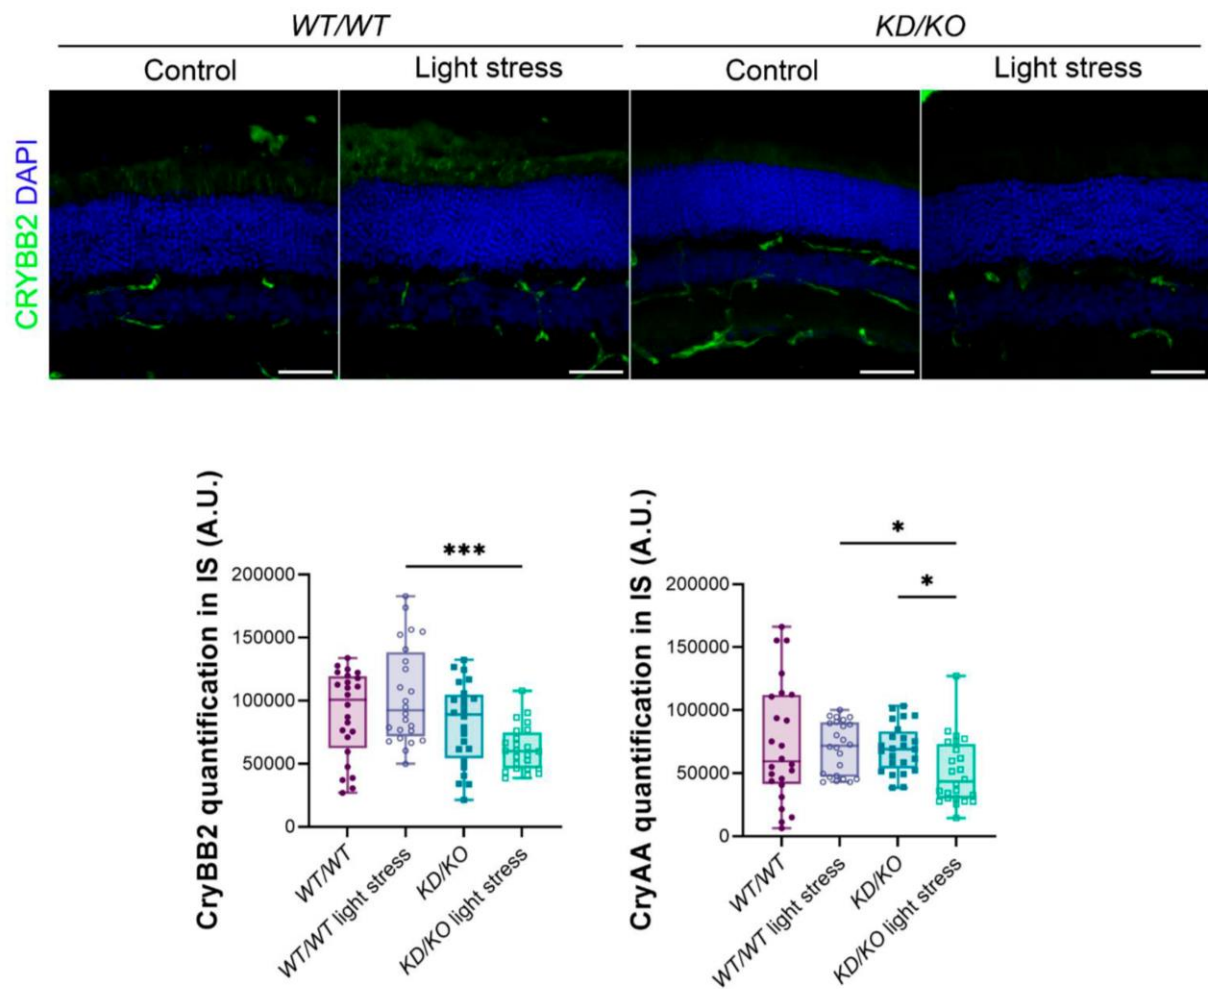 WT/WT KD/KO
Control Light stress Control Light stress
CRYBB2 DAPI
CryBB2 quantification in IS (A.U.)
***
200000
150000
100000
50000
0
WT/WT
WT/WT light stress
KD/KO
KD/KO light stress
CryAA quantification in IS (A.U.)
*
*
200000
150000
100000
50000
0
WT/WT
WT/WT light stress
KD/KO
KD/KO light stress